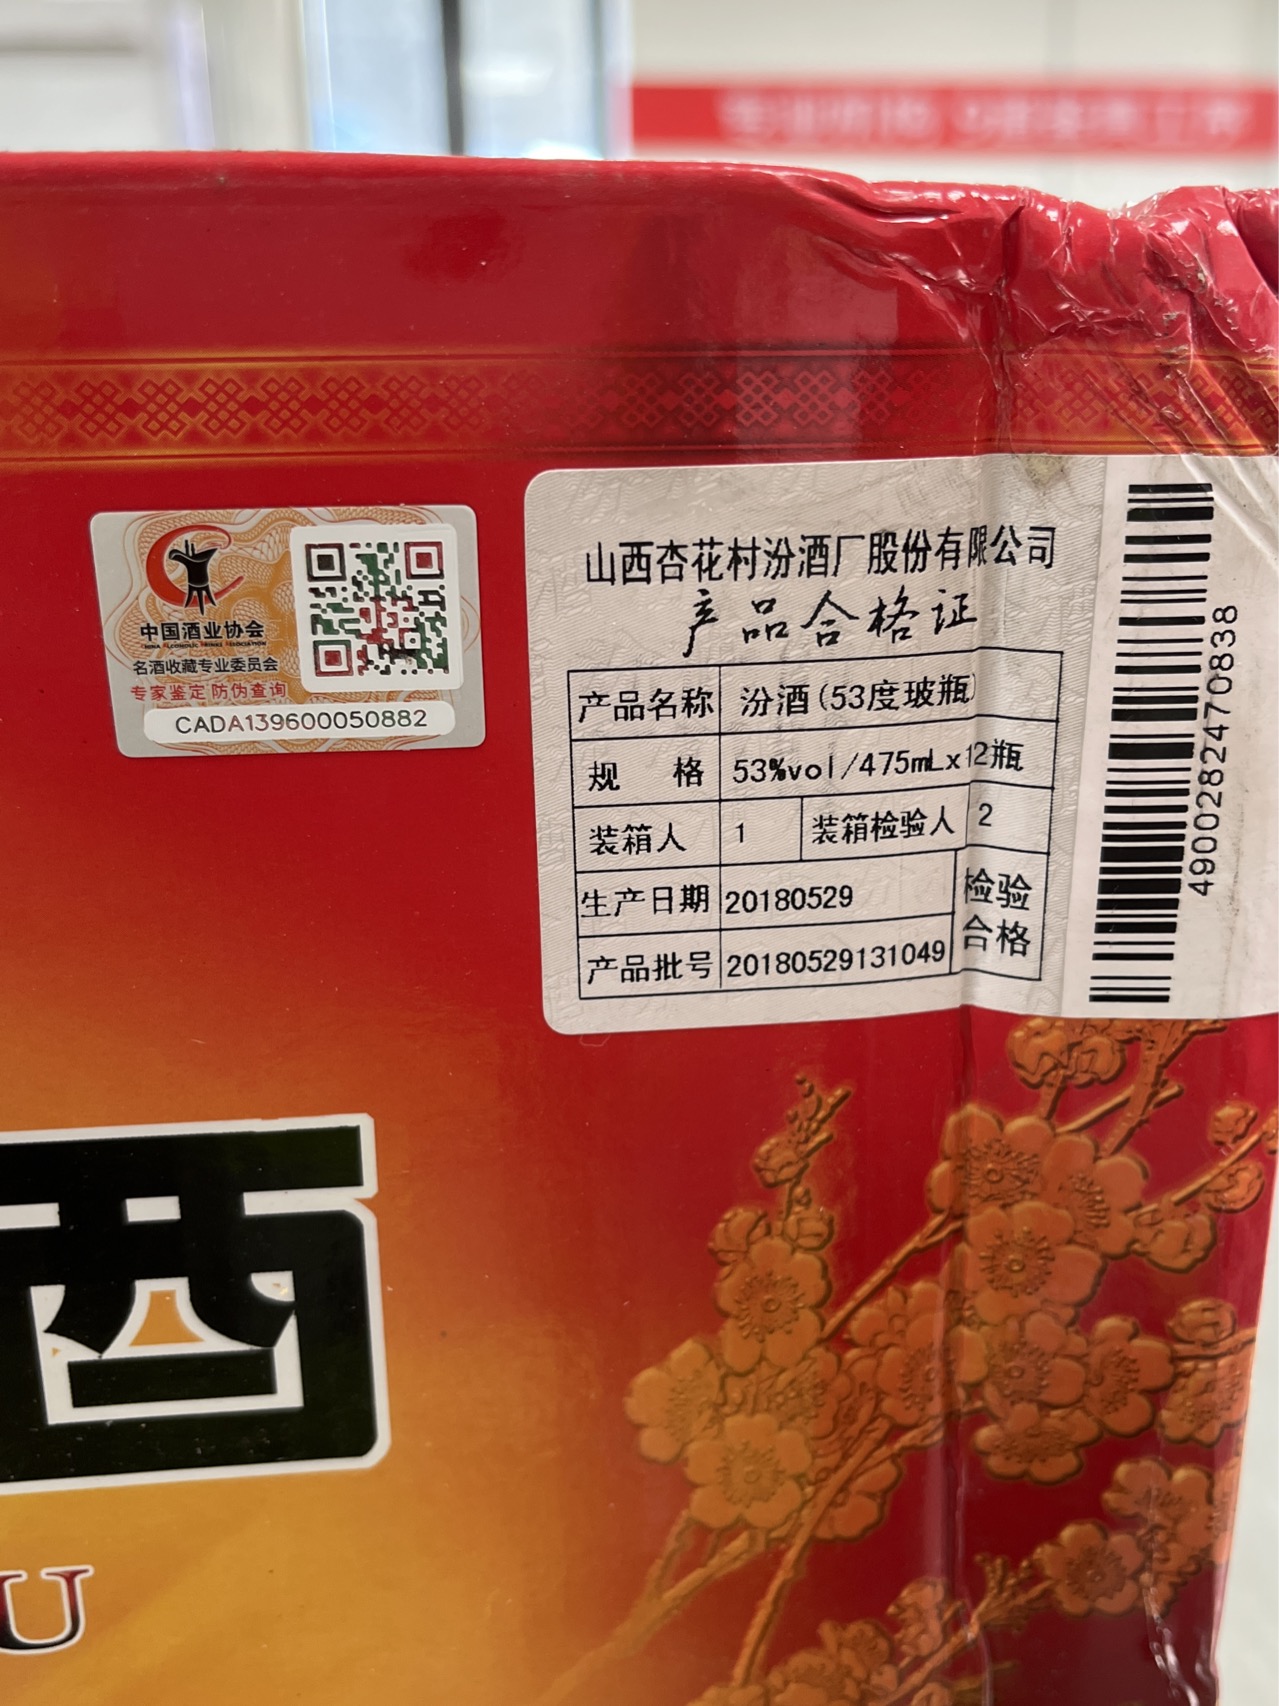 中国酒业协会
CHINA ALCOHOLIC DRINKS ASSOCIATION
名酒收藏专业委员会
专家鉴定 防伪查询
CADA139600050882
山西杏花村汾酒厂股份有限公司
产品合格证
产品名称 汾酒(53度玻瓶)
规 格 53%vol/475mLx12瓶
装箱人 1 装箱检验人 2
生产日期 20180529 检验
产品批号 20180529131049 合格
4900282470838
U